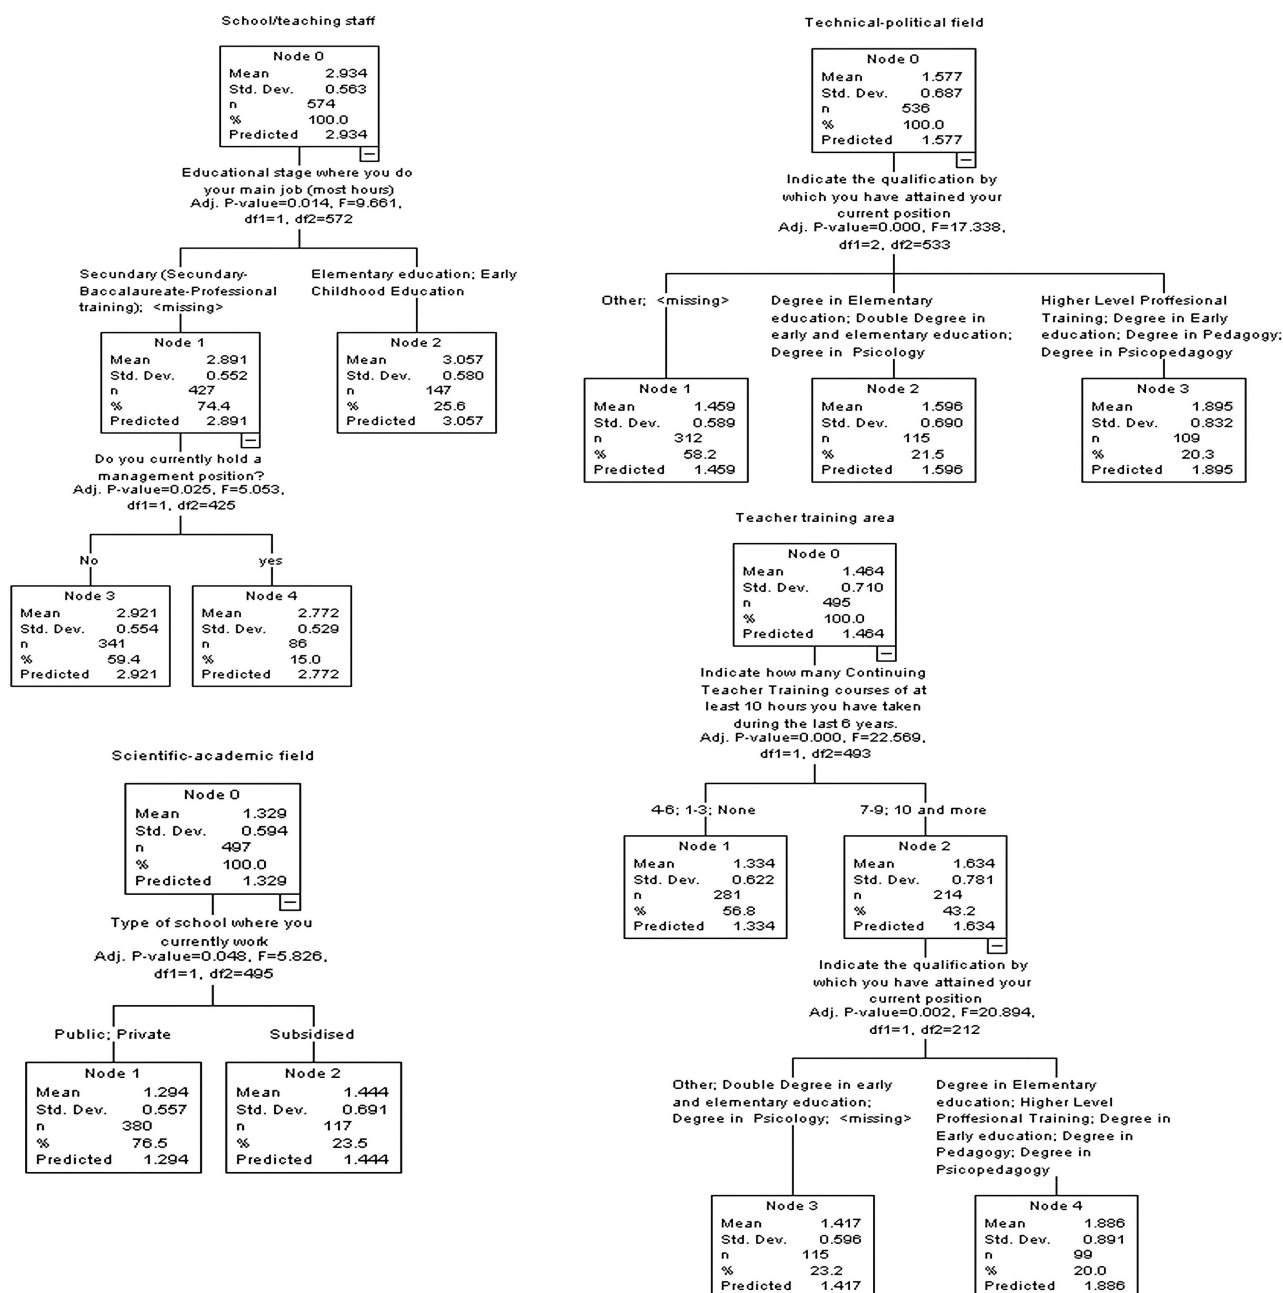 School/teaching staff
Node 0
Mean 2.934
Std. Dev. 0.563
n 574
% 100.0
Predicted 2.934
Educational stage where you do
your main job (most hours)
Adj. P-value=0.014, F=9.661,
df1=1, df2=572
Secundary (Secundary-
Baccalaureate-Professional
training); <missing>
Elementary education; Early
Childhood Education
Node 1
Mean 2.891
Std. Dev. 0.552
n 427
% 74.4
Predicted 2.891
Node 2
Mean 3.057
Std. Dev. 0.580
n 147
% 25.6
Predicted 3.057
Do you currently hold a
management position?
Adj. P-value=0.025, F=5.053,
df1=1, df2=425
No
yes
Node 3
Mean 2.921
Std. Dev. 0.554
n 341
% 59.4
Predicted 2.921
Node 4
Mean 2.772
Std. Dev. 0.529
n 86
% 15.0
Predicted 2.772
Scientific-academic field
Node 0
Mean 1.329
Std. Dev. 0.594
n 497
% 100.0
Predicted 1.329
Type of school where you
currently work
Adj. P-value=0.048, F=5.826,
df1=1, df2=495
Public; Private
Subsidised
Node 1
Mean 1.294
Std. Dev. 0.557
n 380
% 76.5
Predicted 1.294
Node 2
Mean 1.444
Std. Dev. 0.691
n 117
% 23.5
Predicted 1.444
Technical-political field
Node 0
Mean 1.577
Std. Dev. 0.687
n 536
% 100.0
Predicted 1.577
Indicate the qualification by
which you have attained your
current position
Adj. P-value=0.000, F=17.338,
df1=2, df2=533
Other; <missing>
Degree in Elementary
education; Double Degree in
early and elementary education;
Degree in Psicology
Higher Level Proffesional
Training; Degree in Early
education; Degree in Pedagogy;
Degree in Psicopedagogy
Node 1
Mean 1.459
Std. Dev. 0.589
n 312
% 58.2
Predicted 1.459
Node 2
Mean 1.596
Std. Dev. 0.690
n 115
% 21.5
Predicted 1.596
Node 3
Mean 1.895
Std. Dev. 0.832
n 109
% 20.3
Predicted 1.895
Teacher training area
Node 0
Mean 1.464
Std. Dev. 0.710
n 495
% 100.0
Predicted 1.464
Indicate how many Continuing
Teacher Training courses of at
least 10 hours you have taken
during the last 6 years.
Adj. P-value=0.000, F=22.569,
df1=1, df2=493
4-6; 1-3; None
7-9; 10 and more
Node 1
Mean 1.334
Std. Dev. 0.622
n 281
% 56.8
Predicted 1.334
Node 2
Mean 1.634
Std. Dev. 0.781
n 214
% 43.2
Predicted 1.634
Indicate the qualification by
which you have attained your
current position
Adj. P-value=0.002, F=20.894,
df1=1, df2=212
Other; Double Degree in early
and elementary education;
Degree in Psicology; <missing>
Degree in Elementary
education; Higher Level
Proffesional Training; Degree in
Early education; Degree in
Pedagogy; Degree in
Psicopedagogy
Node 3
Mean 1.417
Std. Dev. 0.596
n 115
% 23.2
Predicted 1.417
Node 4
Mean 1.886
Std. Dev. 0.891
n 99
% 20.0
Predicted 1.886